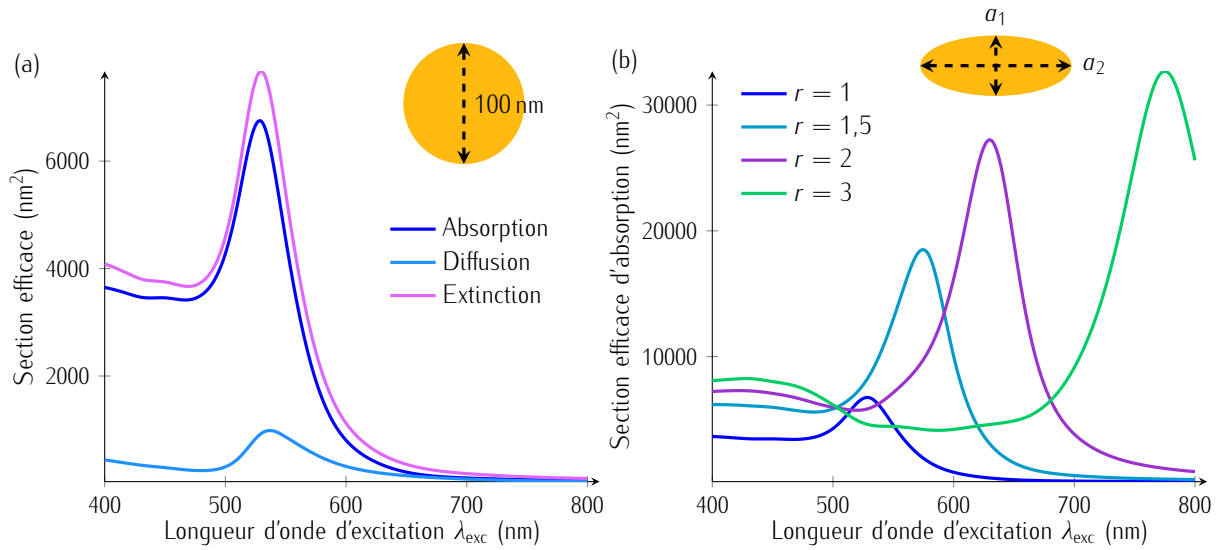 (a)
Section efficace (nm²)
6000
4000
2000
400
500
600
700
800
Longueur d'onde d'excitation λexc (nm)
100 nm
Absorption
Diffusion
Extinction
(b)
Section efficace d'absorption (nm²)
30000
20000
10000
400
500
600
700
800
Longueur d'onde d'excitation λexc (nm)
a1
a2
r = 1
r = 1,5
r = 2
r = 3